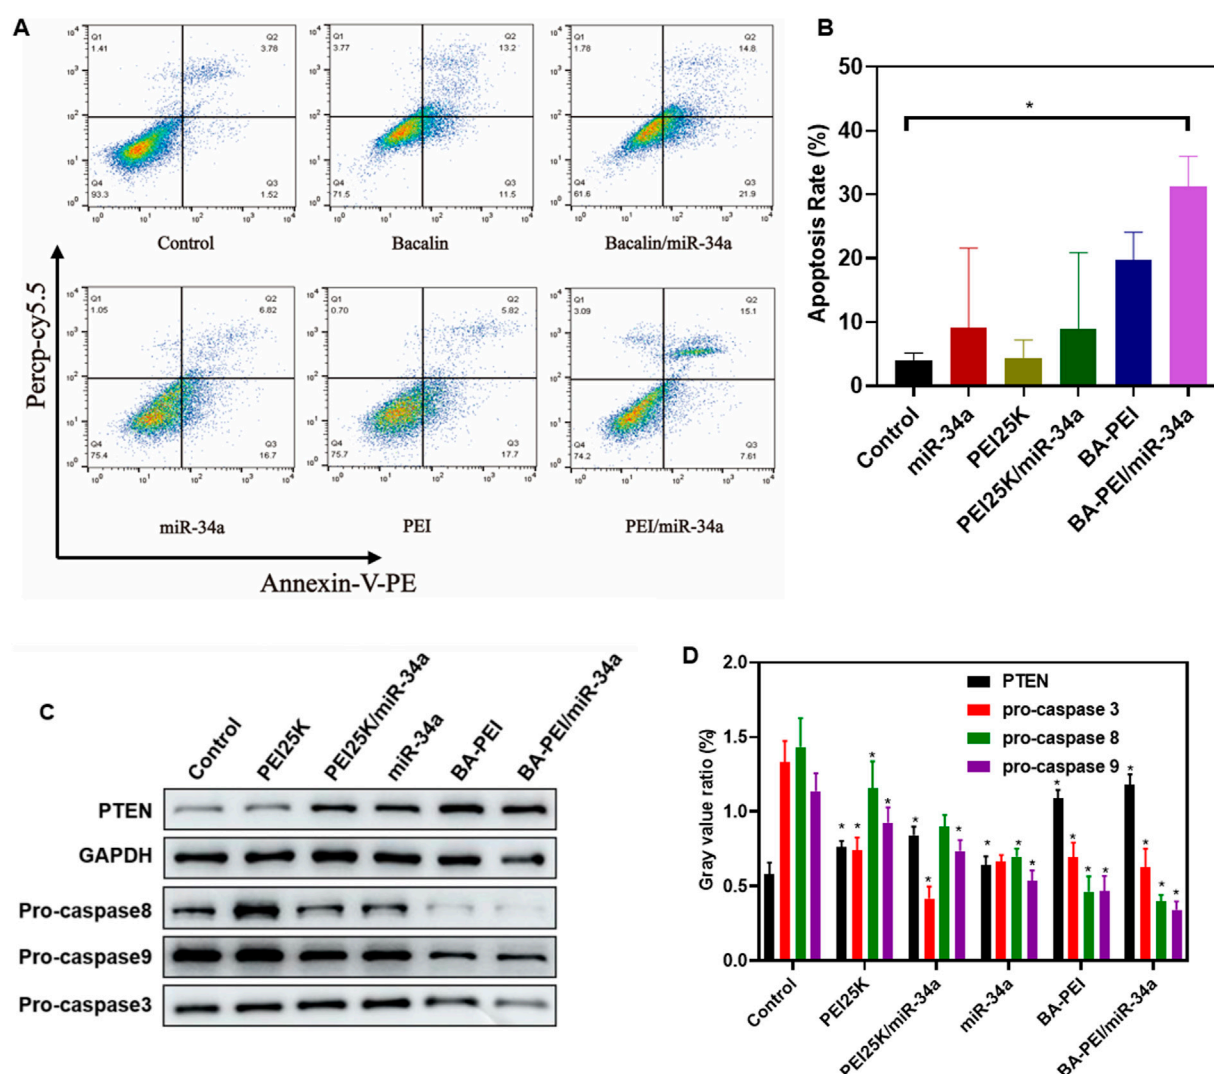 A
Q1
1.41
Q2
3.78
Q4
93.3
Q3
1.52
Control
Q1
3.77
Q2
13.2
Q4
71.5
Q3
11.5
Bacalin
Q1
1.78
Q2
14.8
Q4
61.6
Q3
21.9
Bacalin/miR-34a
Q1
1.05
Q2
6.82
Q4
75.4
Q3
16.7
miR-34a
Q1
0.70
Q2
5.82
Q4
75.7
Q3
17.7
PEI
Q1
3.09
Q2
15.1
Q4
74.2
Q3
7.61
PEI/miR-34a
Percp-cy5.5
Annexin-V-PE
B
Apoptosis Rate (%)
50
40
30
20
10
0
*
Control
miR-34a
PEI25K
PEI25K/miR-34a
BA-PEI
BA-PEI/miR-34a
C
Control
PEI25K
PEI25K/miR-34a
miR-34a
BA-PEI
BA-PEI/miR-34a
PTEN
GAPDH
Pro-caspase8
Pro-caspase9
Pro-caspase3
D
Gray value ratio (%)
2.0
1.5
1.0
0.5
0.0
PTEN
pro-caspase 3
pro-caspase 8
pro-caspase 9
Control
PEI25K
PEI25K/miR-34a
miR-34a
BA-PEI
BA-PEI/miR-34a